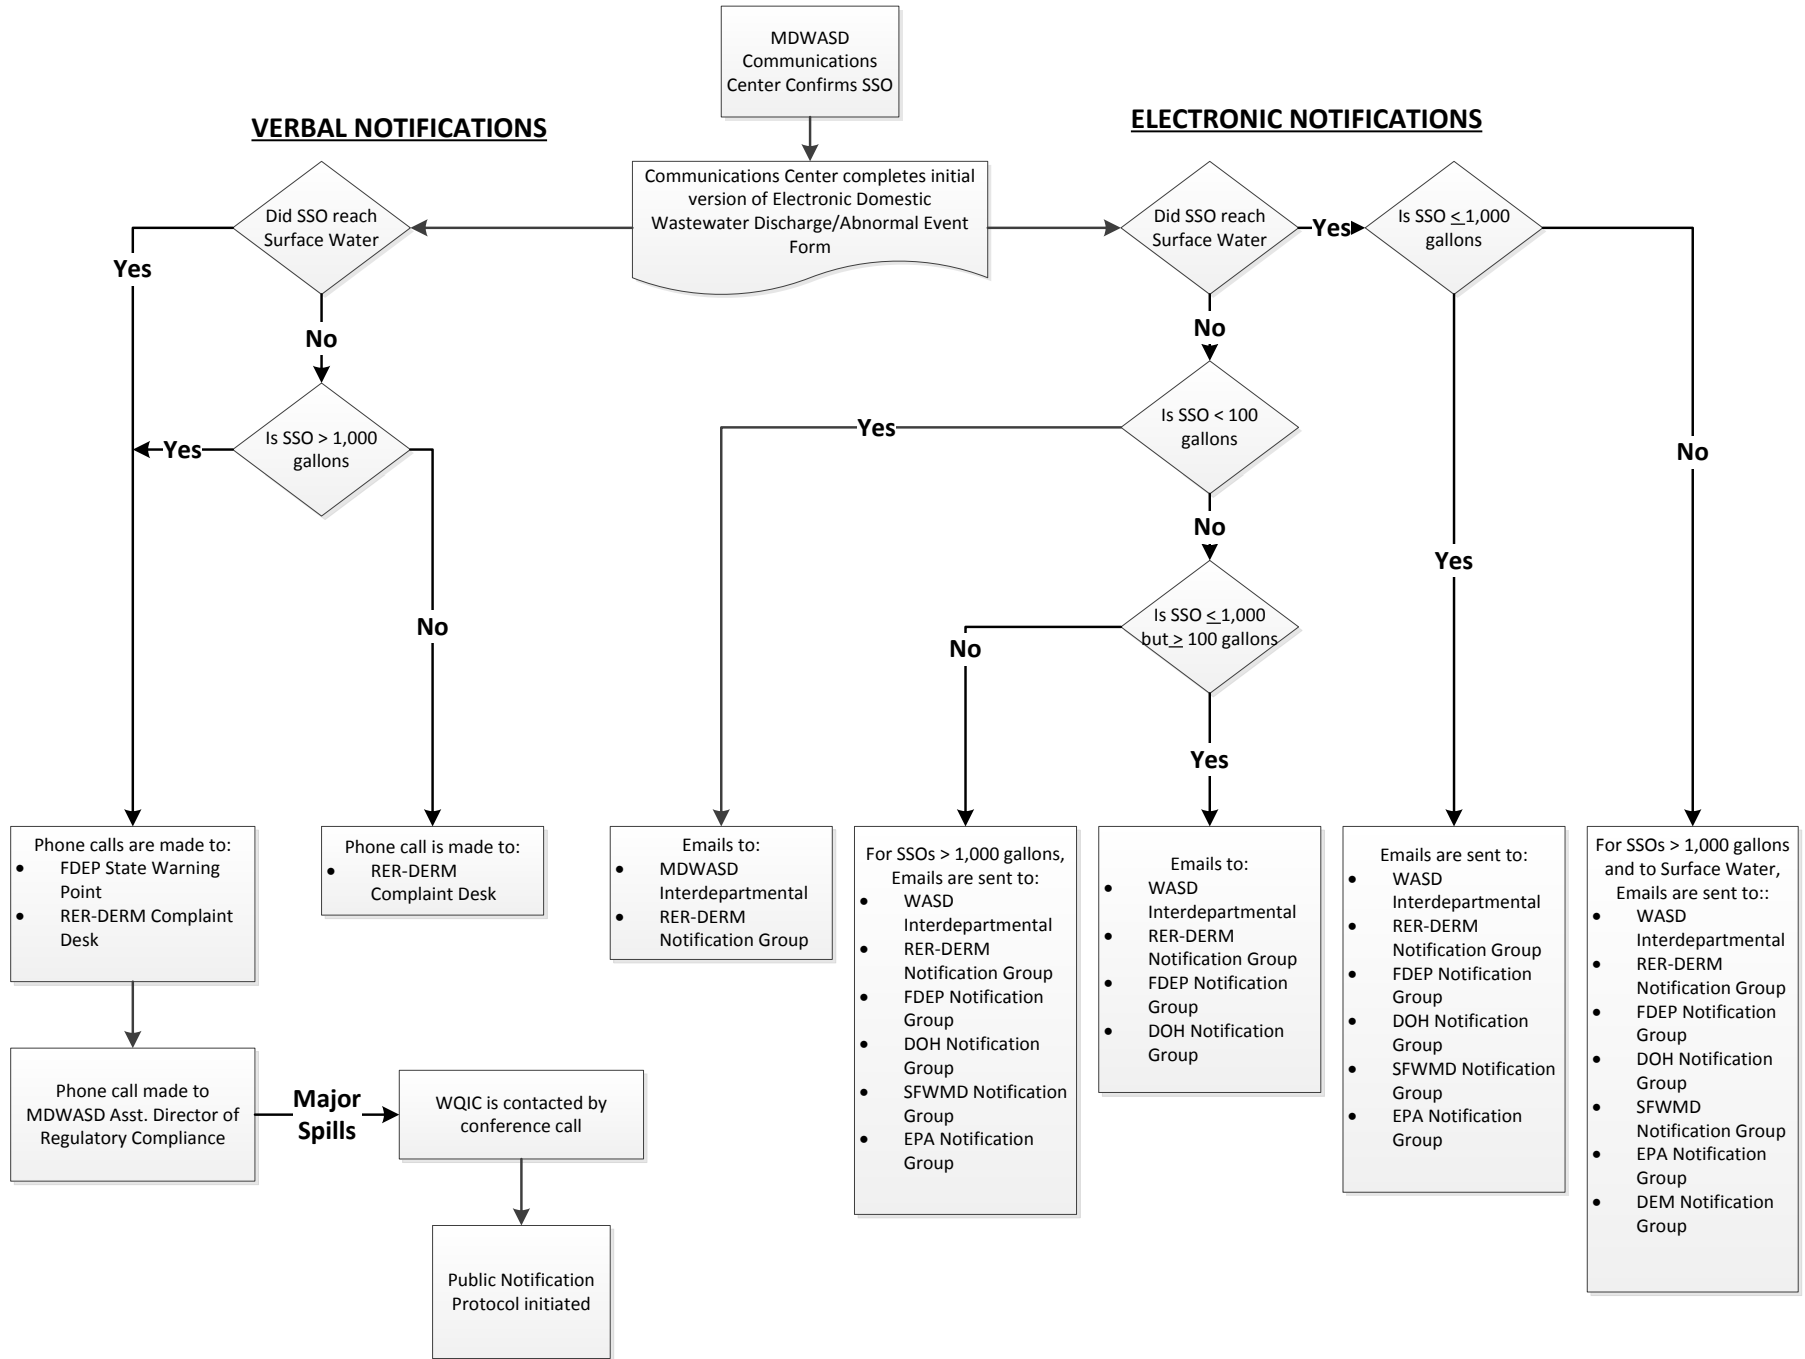 MDWASD
Communications
Center Confirms SSO
VERBAL NOTIFICATIONS
ELECTRONIC NOTIFICATIONS
Communications Center completes initial
version of Electronic Domestic
Wastewater Discharge/Abnormal Event
Form
Did SSO reach
Surface Water
Yes
No
Is SSO > 1,000
gallons
Yes
No
Did SSO reach
Surface Water
Yes
Is SSO ≤ 1,000
gallons
No
Is SSO < 100
gallons
Yes
No
Is SSO ≤ 1,000
but ≥ 100 gallons
No
Yes
Yes
No
Phone calls are made to:
• FDEP State Warning
Point
• RER-DERM Complaint
Desk
Phone call is made to:
• RER-DERM
Complaint Desk
Emails to:
• MDWASD
Interdepartmental
• RER-DERM
Notification Group
For SSOs > 1,000 gallons,
Emails are sent to:
• WASD
Interdepartmental
• RER-DERM
Notification Group
• FDEP Notification
Group
• DOH Notification
Group
• SFWMD Notification
Group
• EPA Notification
Group
Emails to:
• WASD
Interdepartmental
• RER-DERM
Notification Group
• FDEP Notification
Group
• DOH Notification
Group
Emails are sent to:
• WASD
Interdepartmental
• RER-DERM
Notification Group
• FDEP Notification
Group
• DOH Notification
Group
• SFWMD Notification
Group
• EPA Notification
Group
For SSOs > 1,000 gallons
and to Surface Water,
Emails are sent to::
• WASD
Interdepartmental
• RER-DERM
Notification Group
• FDEP Notification
Group
• DOH Notification
Group
• SFWMD
Notification Group
• EPA Notification
Group
• DEM Notification
Group
Phone call made to
MDWASD Asst. Director of
Regulatory Compliance
Major
Spills
WQIC is contacted by
conference call
Public Notification
Protocol initiated